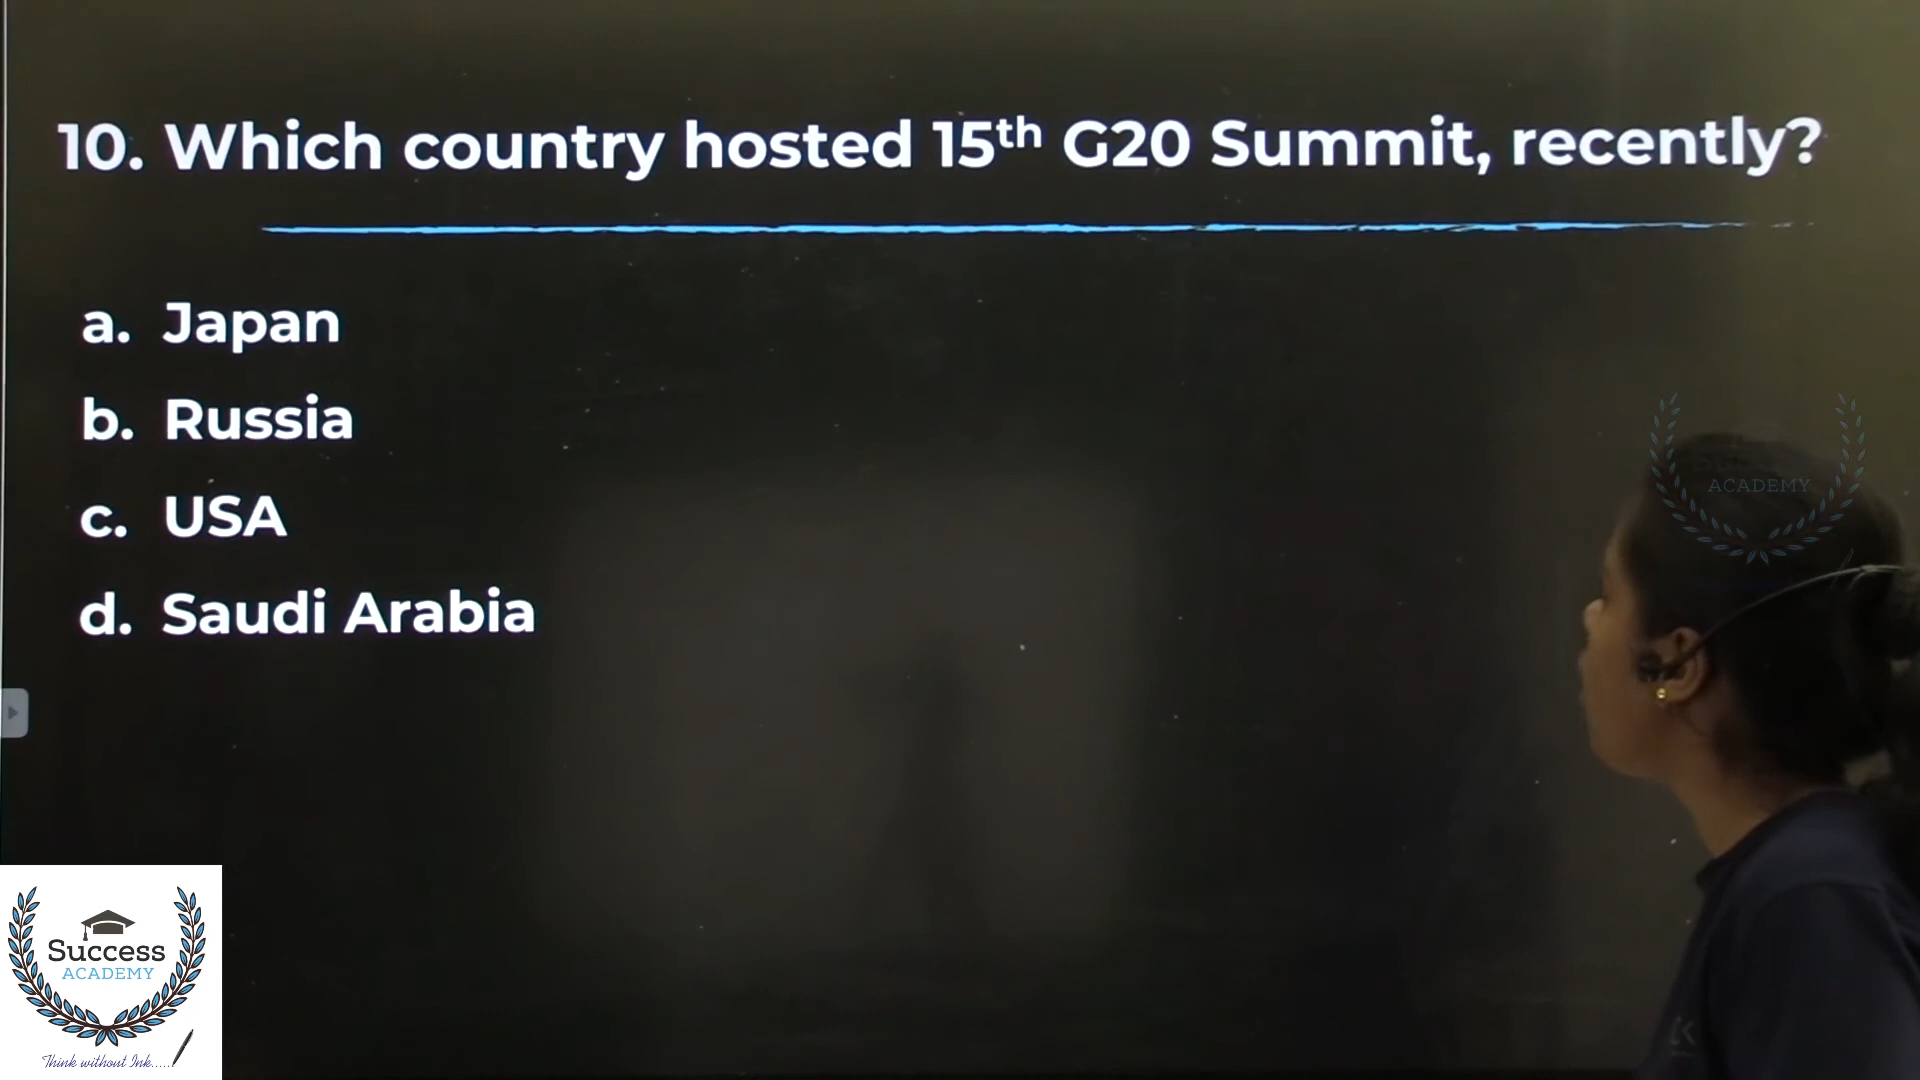 10. Which country hosted 15th G20 Summit, recently?
a. Japan
b. Russia
c. USA
d. Saudi Arabia
ACADEMY
Success
ACADEMY
Think without Ink.....